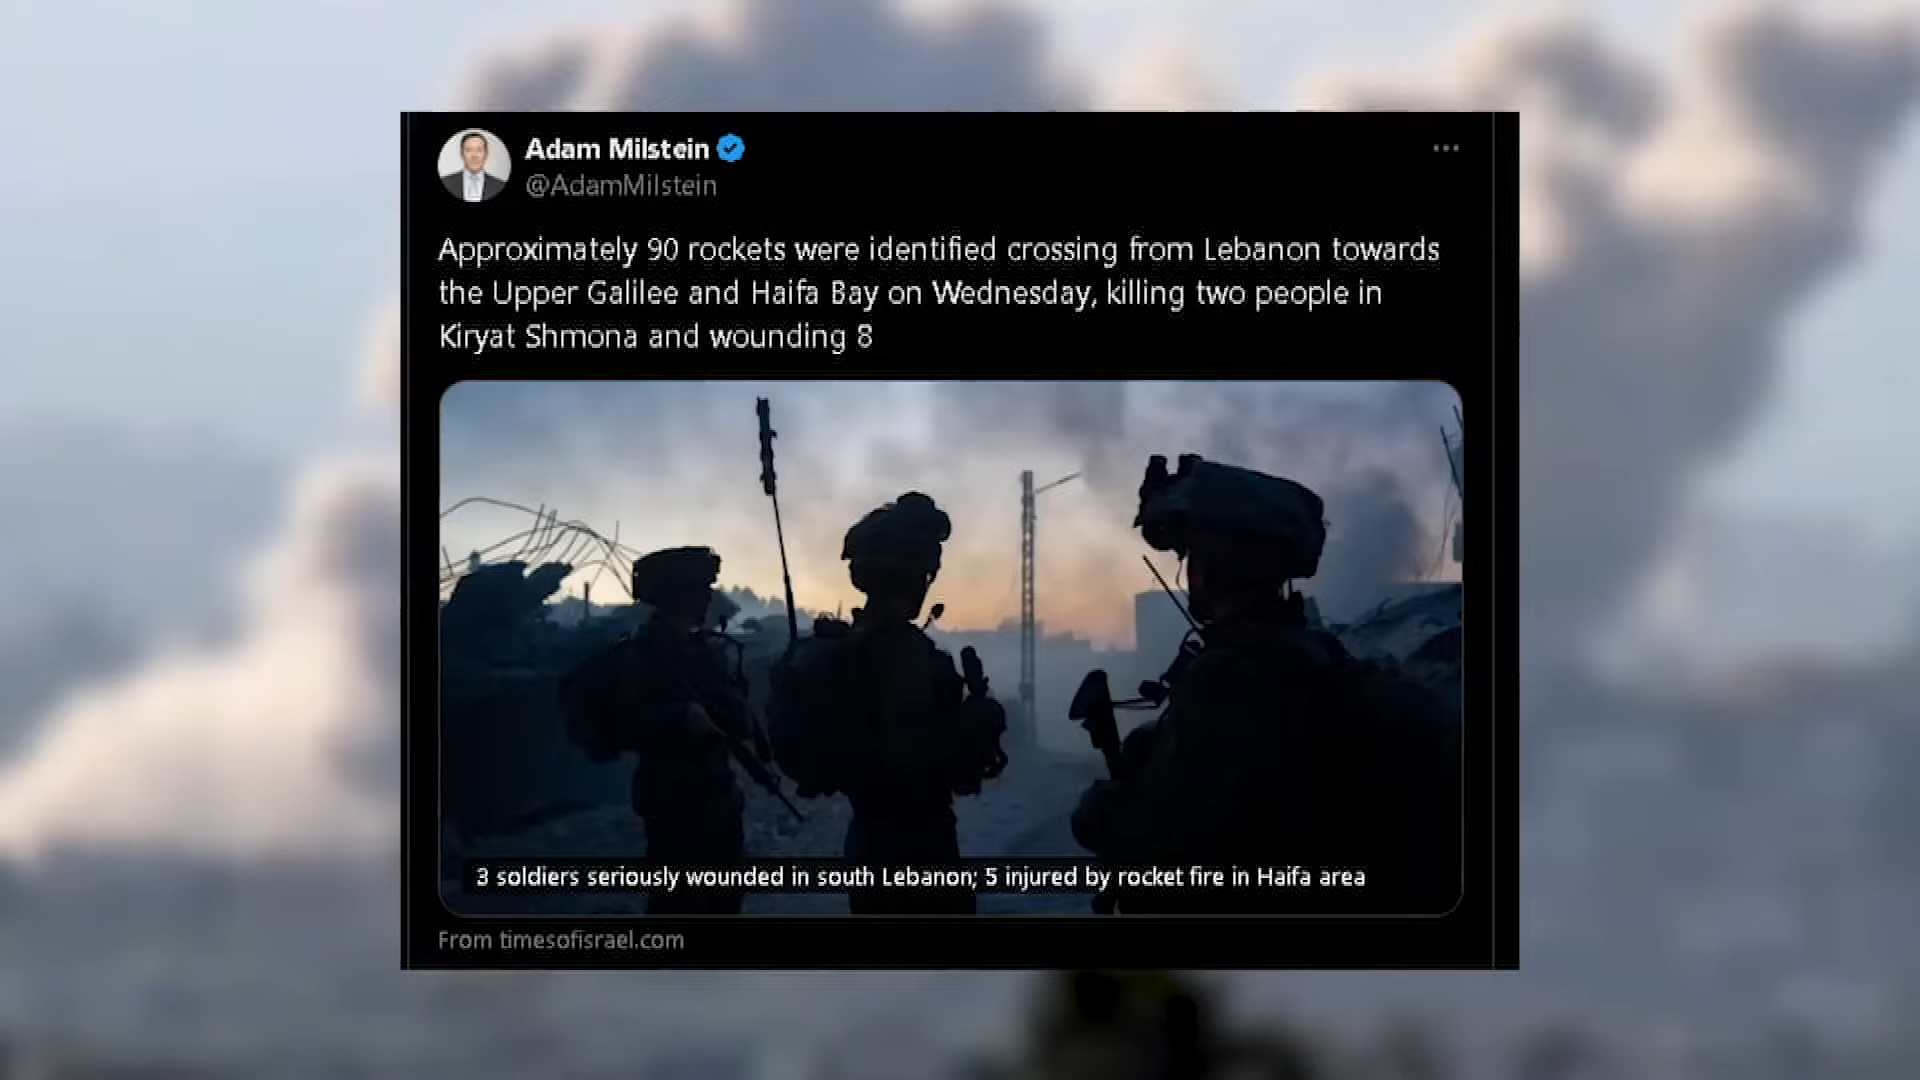 Adam Milstein
@AdamMilstein
Approximately 90 rockets were identified crossing from Lebanon towards
the Upper Galilee and Haifa Bay on Wednesday, killing two people in
Kiryat Shmona and wounding 8
3 soldiers seriously wounded in south Lebanon; 5 injured by rocket fire in Haifa area
From timesofisrael.com